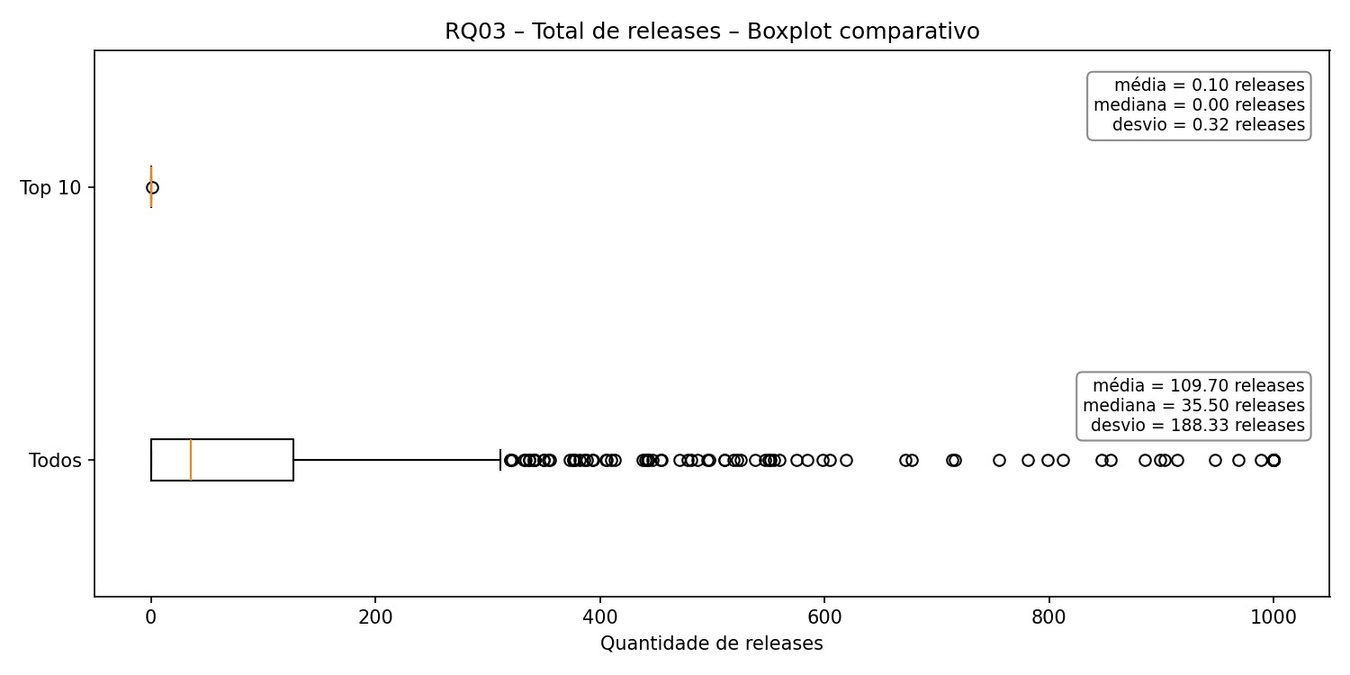 RQ03 – Total de releases – Boxplot comparativo
média = 0.10 releases
mediana = 0.00 releases
desvio = 0.32 releases
Top 10
média = 109.70 releases
mediana = 35.50 releases
desvio = 188.33 releases
Todos
0 200 400 600 800 1000
Quantidade de releases